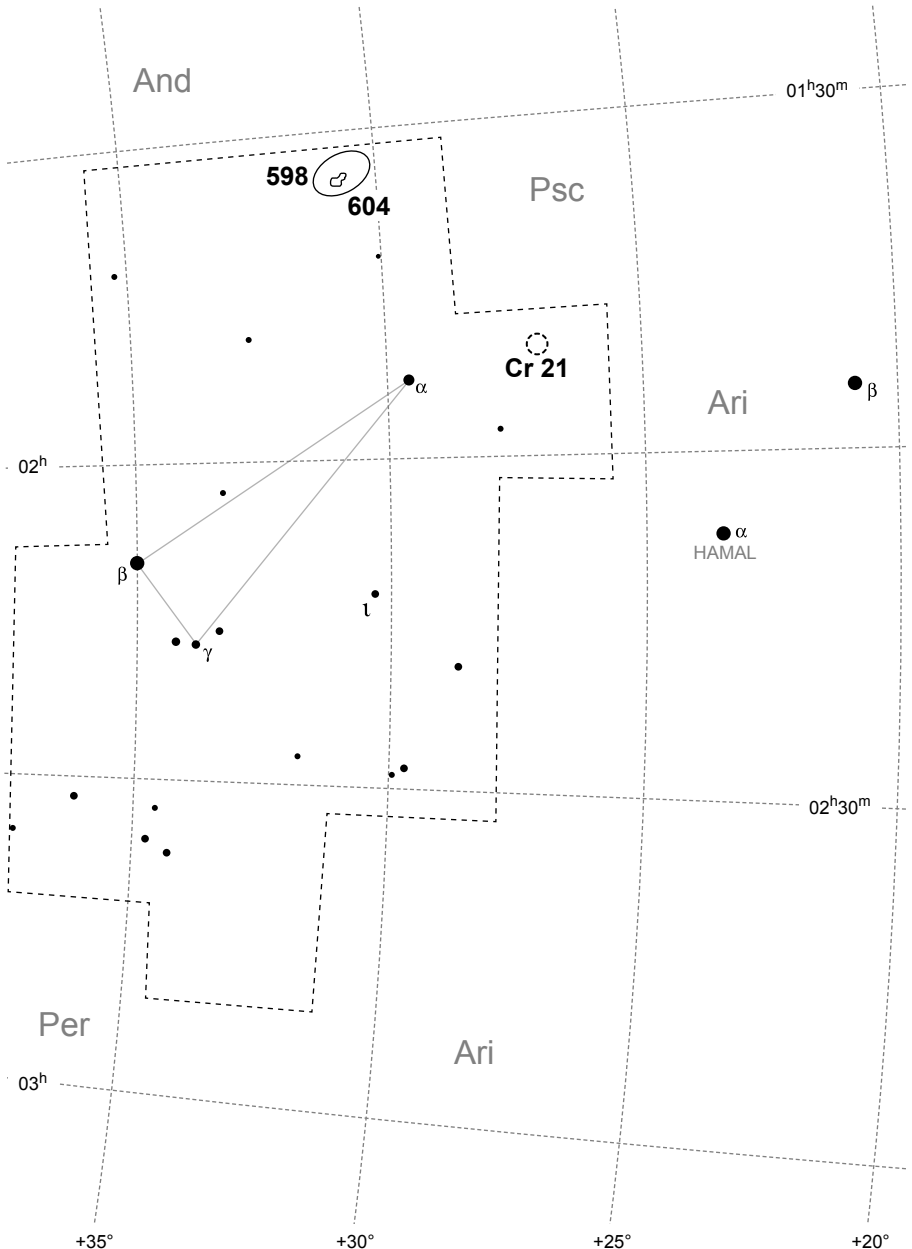 And
01ʰ30ᵐ
598
604
Psc
Cr 21
α
Ari
β
02ʰ
α
HAMAL
β
ι
γ
02ʰ30ᵐ
Per
Ari
03ʰ
+35° +30° +25° +20°